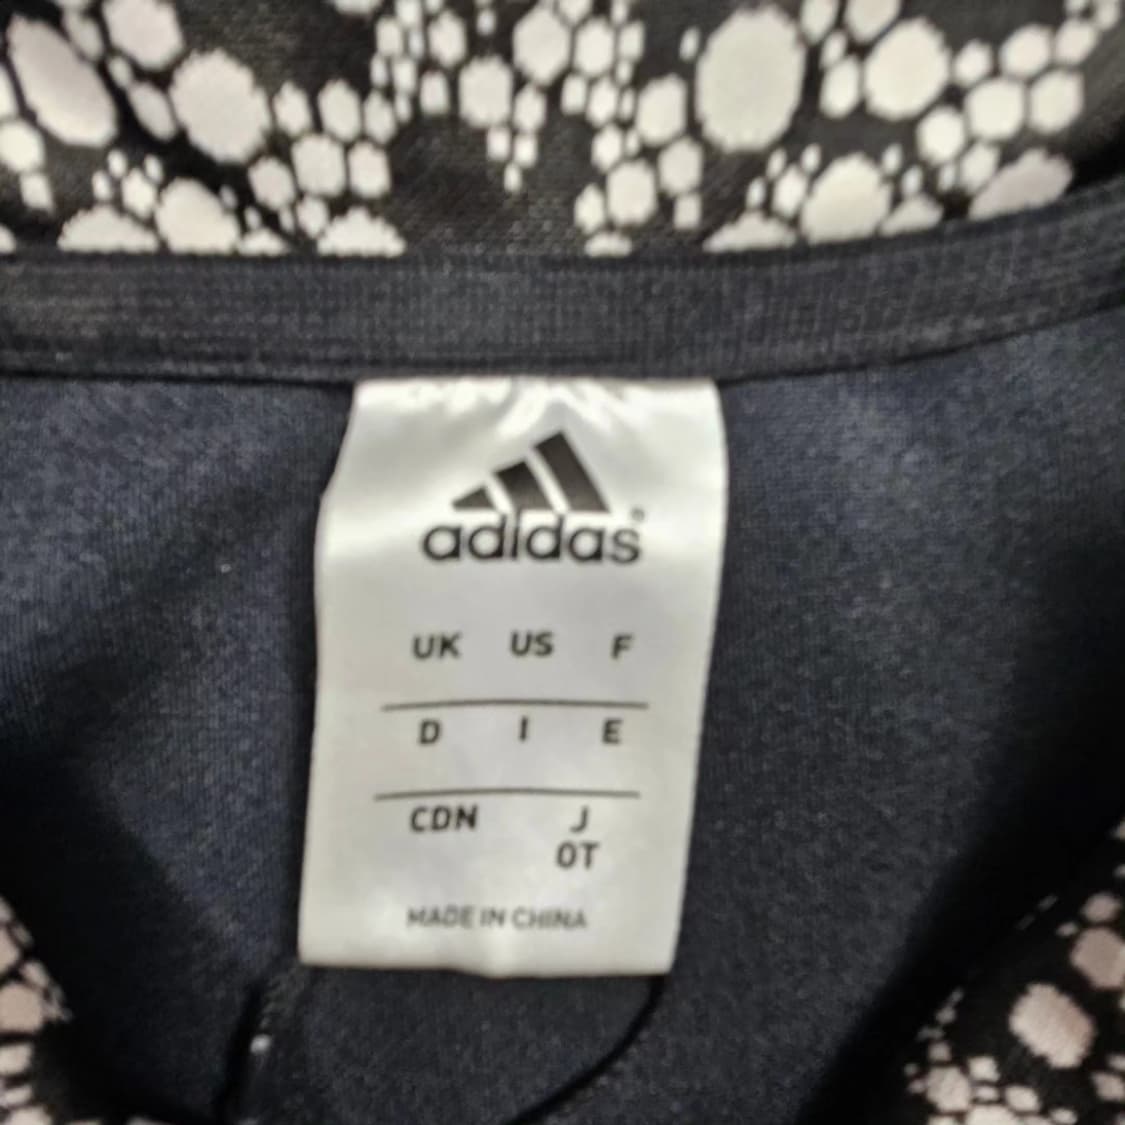 adidas®
UK US F
D I E
CDN J
OT
MADE IN CHINA